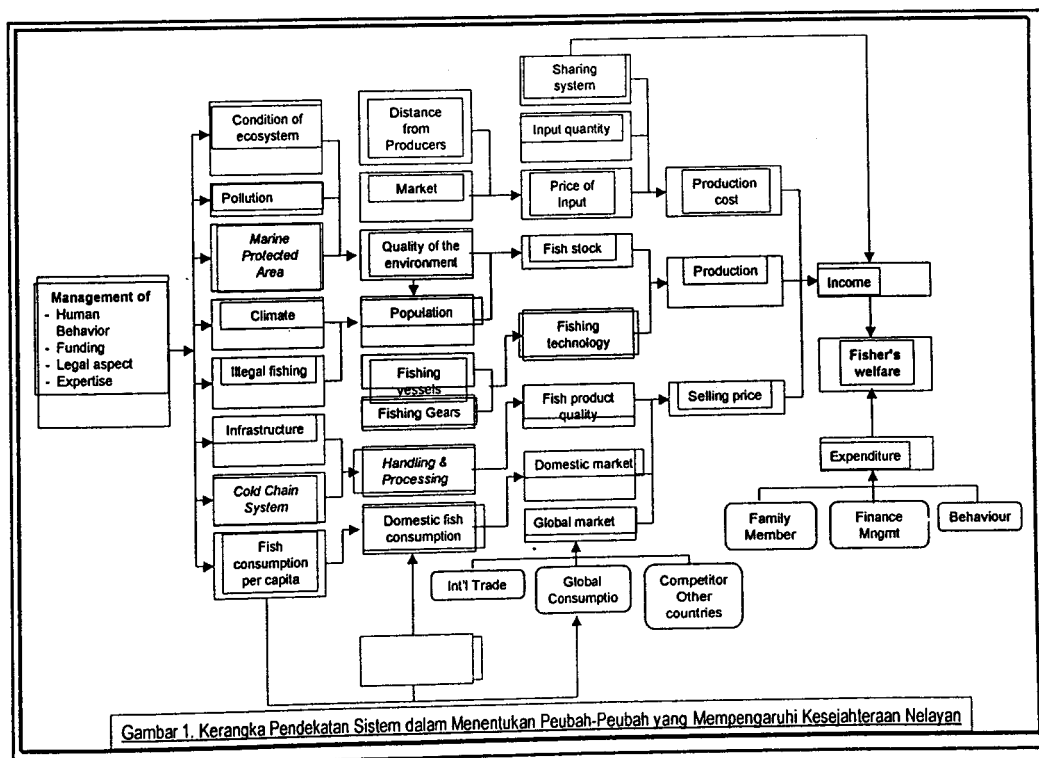 Management of
- Human
Behavior
- Funding
- Legal aspect
- Expertise
Condition of
ecosystem
Pollution
Marine
Protected
Area
Climate
Illegal fishing
Infrastructure
Cold Chain
System
Fish
consumption
per capita
Distance
from
Producers
Market
Quality of the
environment
Population
Fishing
vessels
Fishing Gears
Handling &
Processing
Domestic fish
consumption
Sharing
system
Input quantity
Price of
Input
Fish stock
Fishing
technology
Fish product
quality
Domestic market
Global market
Int'l Trade
Global
Consumptio
Competitor
Other
countries
Production
cost
Production
Selling price
Income
Fisher's
welfare
Expenditure
Family
Member
Finance
Mngmt
Behaviour
Gambar 1. Kerangka Pendekatan Sistem dalam Menentukan Peubah-Peubah yang Mempengaruhi Kesejahteraan Nelayan